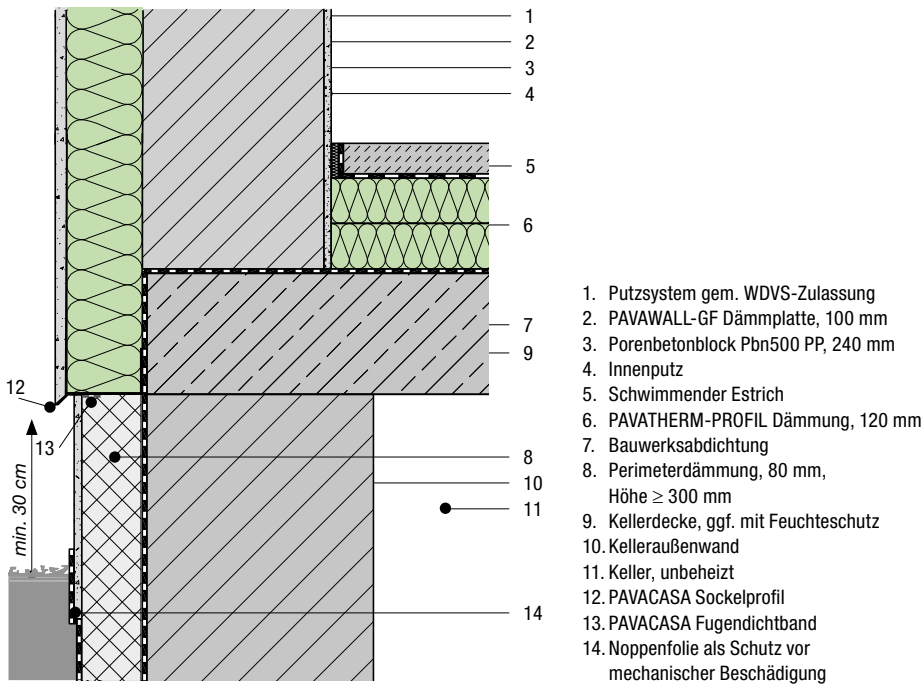 1
2
3
4
5
6
7
9
12
13
8
10
11
min. 30 cm
14
1. Putzsystem gem. WDVS-Zulassung
2. PAVAWALL-GF Dämmplatte, 100 mm
3. Porenbetonblock Pbn500 PP, 240 mm
4. Innenputz
5. Schwimmender Estrich
6. PAVATHERM-PROFIL Dämmung, 120 mm
7. Bauwerksabdichtung
8. Perimeterdämmung, 80 mm,
Höhe ≥ 300 mm
9. Kellerdecke, ggf. mit Feuchteschutz
10. Kelleraußenwand
11. Keller, unbeheizt
12. PAVACASA Sockelprofil
13. PAVACASA Fugendichtband
14. Noppenfolie als Schutz vor
mechanischer Beschädigung